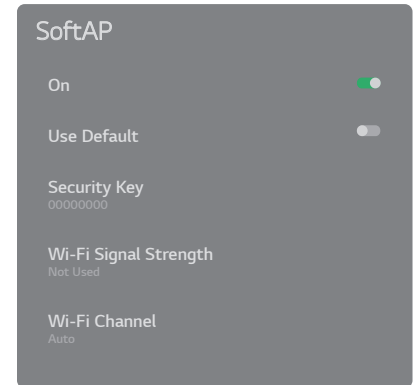 SoftAP
On
Use Default
Security Key
00000000
Wi-Fi Signal Strength
Not Used
Wi-Fi Channel
Auto